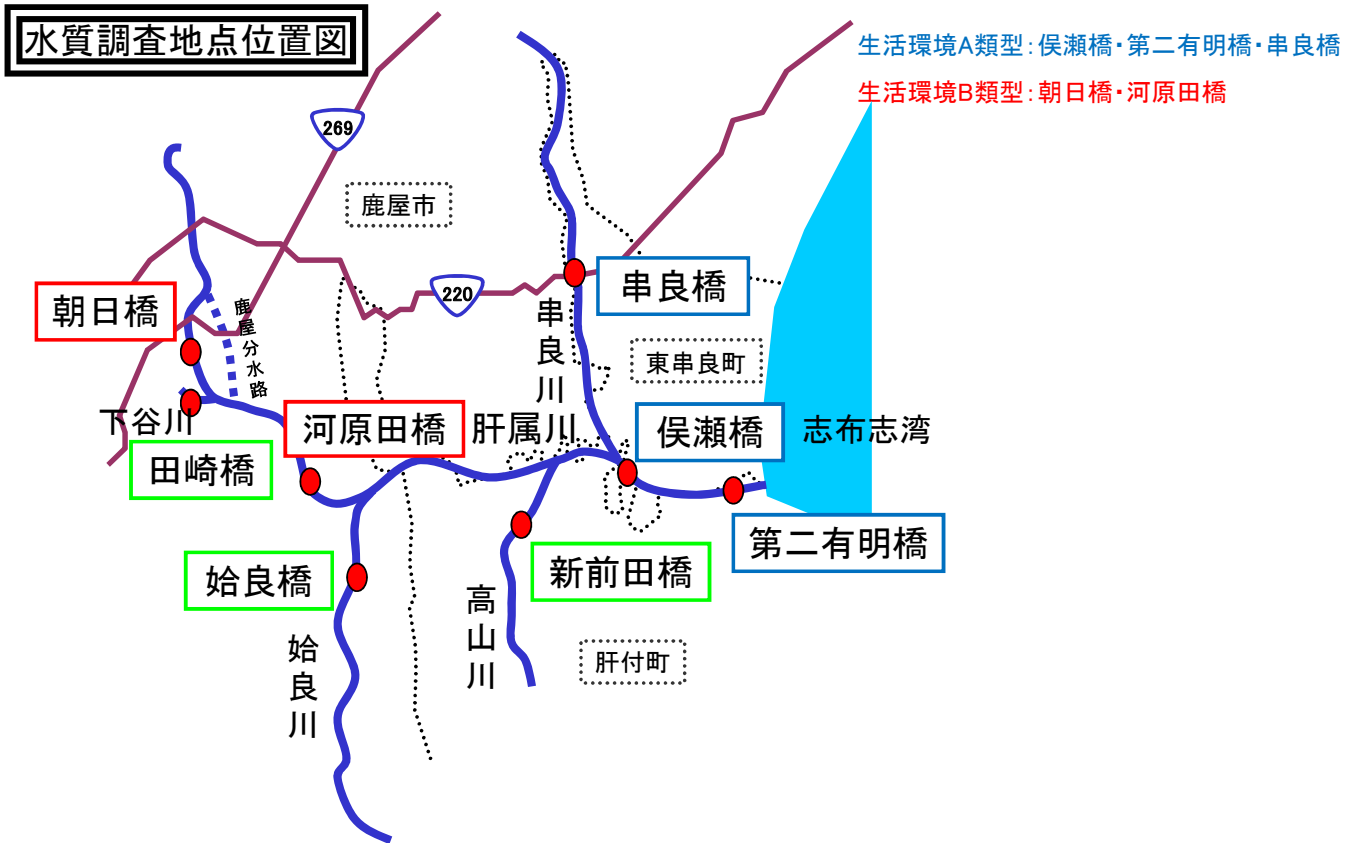 水質調査地点位置図
生活環境A類型：俣瀬橋・第二有明橋・串良橋
生活環境B類型：朝日橋・河原田橋
269
鹿屋市
串良橋
220
朝日橋
鹿屋分水路
串良川
東串良町
下谷川
河原田橋
肝属川
俣瀬橋
志布志湾
田崎橋
第二有明橋
新前田橋
姶良橋
高山川
姶良川
肝付町